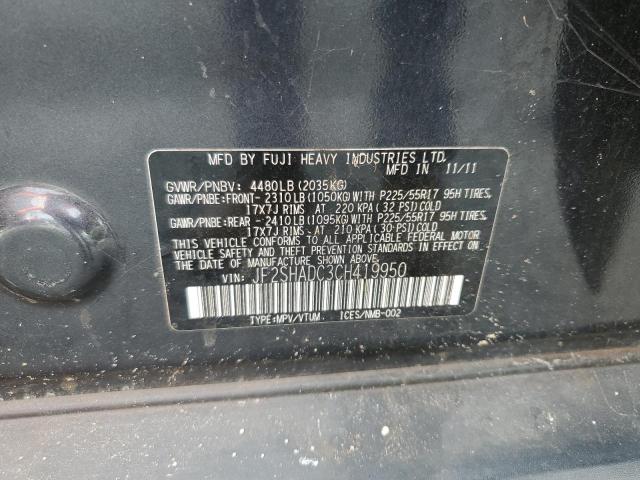 MFD BY FUJI HEAVY INDUSTRIES LTD.
MFD IN 11/11
GVWR/PNBV: 4480LB(2035KG)
GAWR/PNBE:FRONT-2310LB(1050KG)WITH P225/55R17 95H TIRES,
17X7J RIMS AT 220 KPA(32 PSI)COLD
GAWR/PNBE:REAR -2410LB(1095KG)WITH P225/55R17 95H TIRES,
17X7J RIMS AT 210 KPA(30 PSI)COLD
THIS VEHICLE CONFORMS TO ALL APPLICABLE FEDERAL MOTOR
VEHICLE SAFETY AND THEFT PREVENTION STANDARDS IN EFFECT ON
THE DATE OF MANUFACTURE SHOWN ABOVE.
VIN: JF2SHADC3CH419950
TYPE:MPV/VTUM ICES/NMB-002